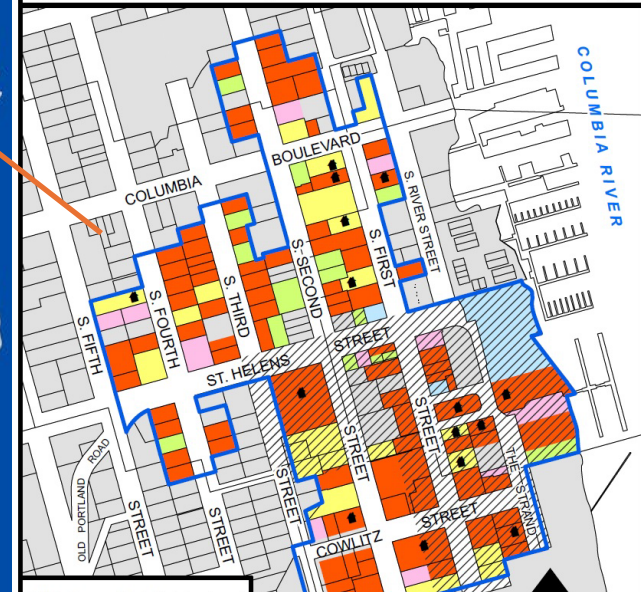 COLUMBIA RIVER
BOULEVARD
COLUMBIA
S. RIVER STREET
S. FIRST
S. SECOND
S. THIRD
S. FOURTH
S. FIFTH
STREET
ST. HELENS
STREET
STREET
OLD PORTLAND
ROAD
STREET
STREET
STREET
THE STRAND
STREET
COWLITZ